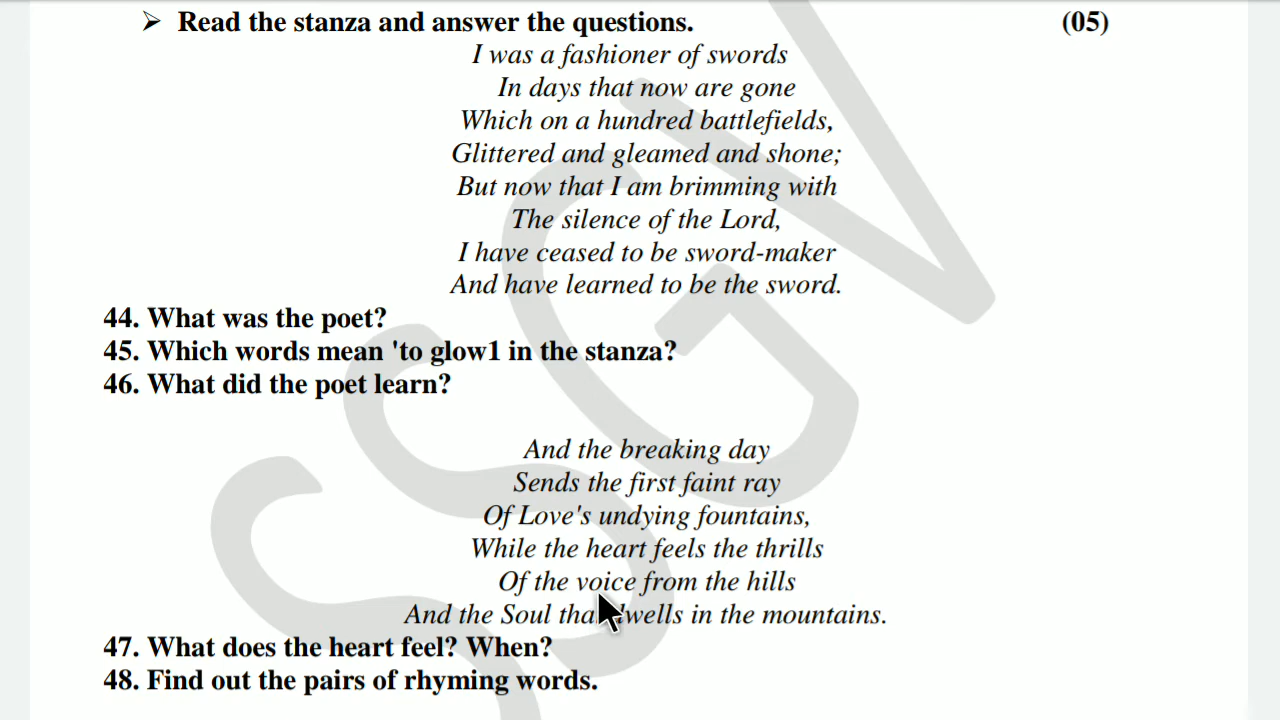 ➢ Read the stanza and answer the questions. (05)
I was a fashioner of swords
In days that now are gone
Which on a hundred battlefields,
Glittered and gleamed and shone;
But now that I am brimming with
The silence of the Lord,
I have ceased to be sword-maker
And have learned to be the sword.
44. What was the poet?
45. Which words mean 'to glow1 in the stanza?
46. What did the poet learn?
And the breaking day
Sends the first faint ray
Of Love's undying fountains,
While the heart feels the thrills
Of the voice from the hills
And the Soul that dwells in the mountains.
47. What does the heart feel? When?
48. Find out the pairs of rhyming words.
SSGV